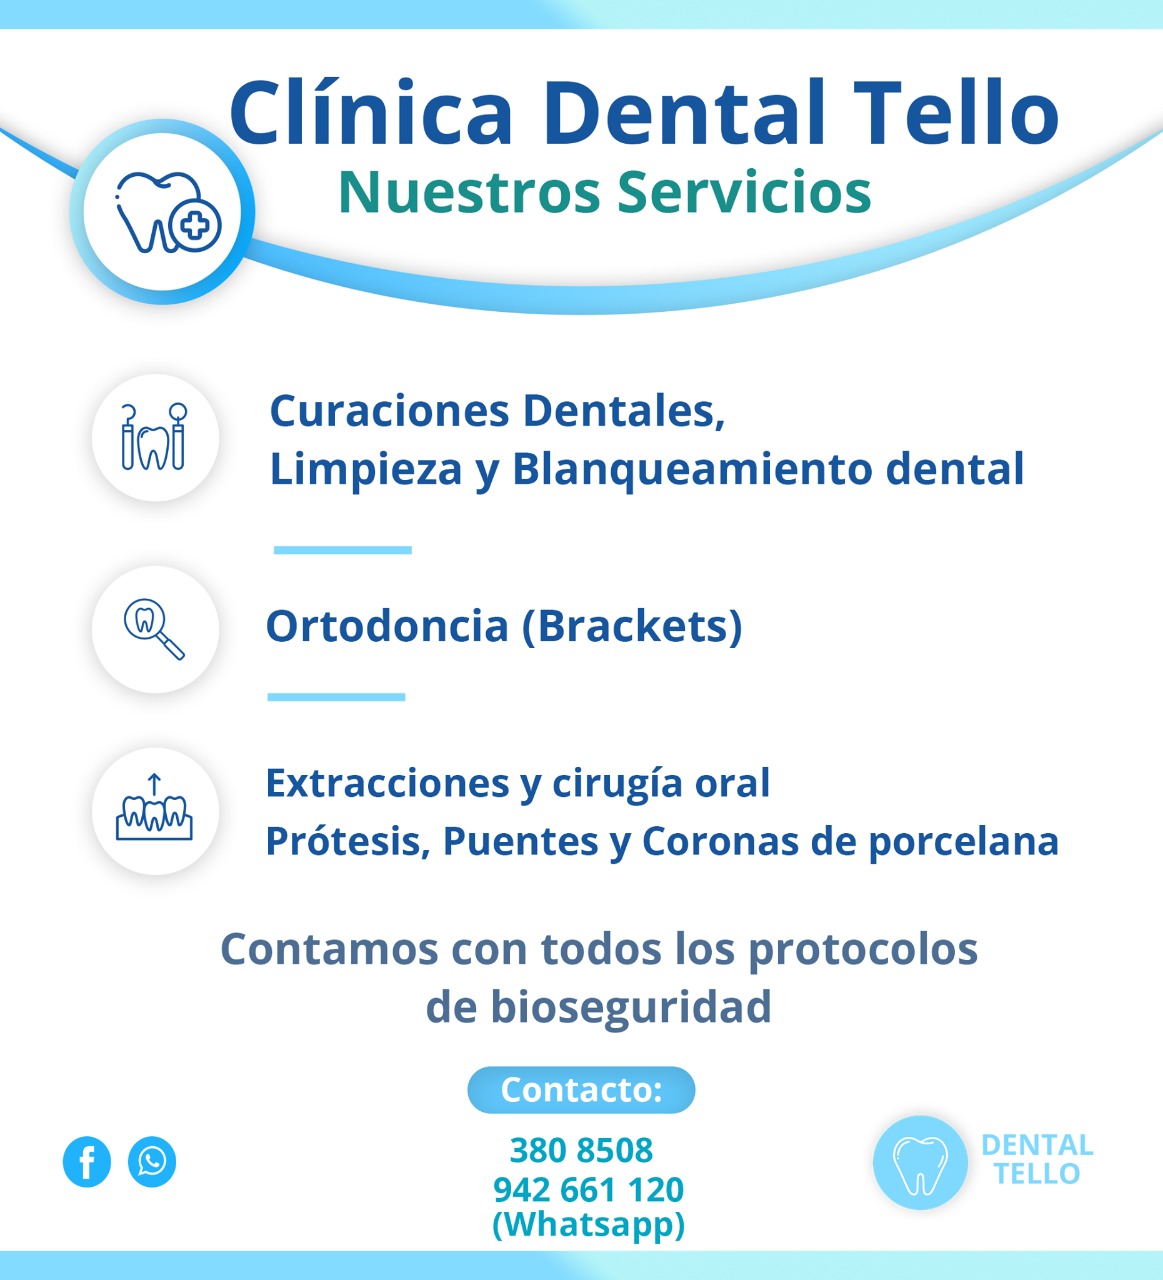 Clínica Dental Tello
Nuestros Servicios
Curaciones Dentales,
Limpieza y Blanqueamiento dental
Ortodoncia (Brackets)
Extracciones y cirugía oral
Prótesis, Puentes y Coronas de porcelana
Contamos con todos los protocolos
de bioseguridad
Contacto:
380 8508
942 661 120
(Whatsapp)
DENTAL
TELLO